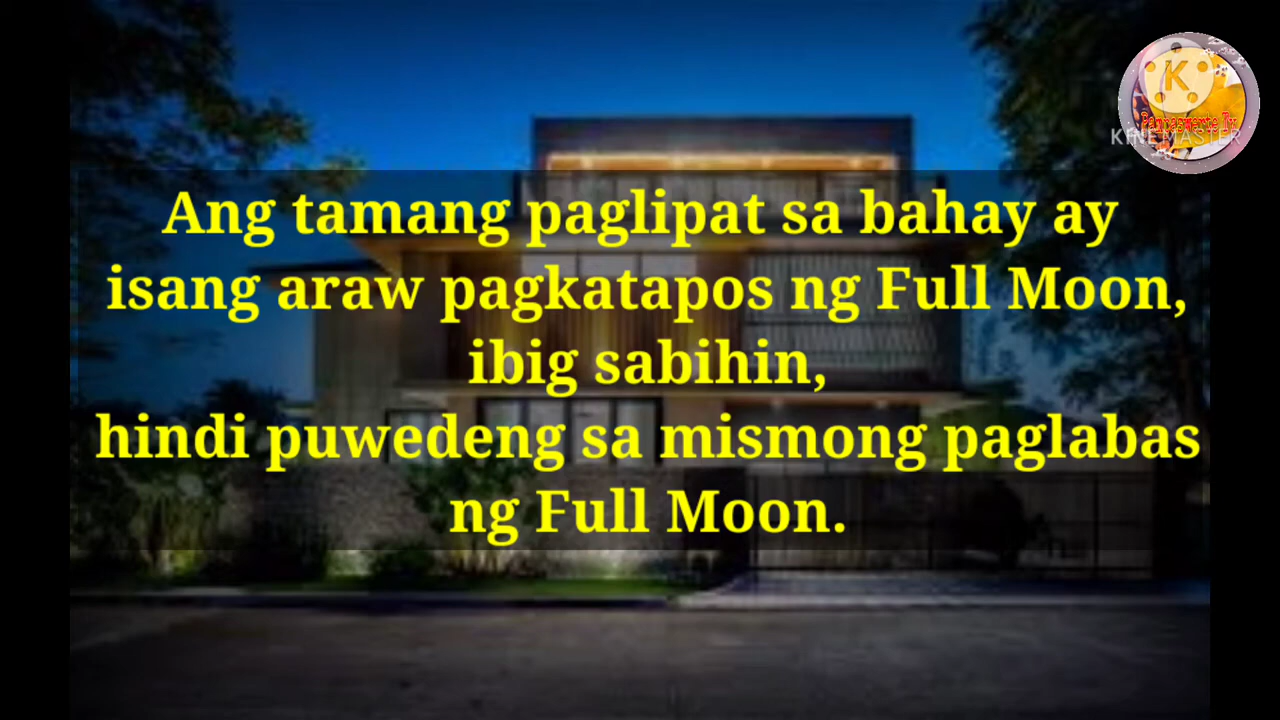 Ang tamang paglipat sa bahay ay
isang araw pagkatapos ng Full Moon,
ibig sabihin,
hindi puwedeng sa mismong paglabas
ng Full Moon.
K
KINEMASTER